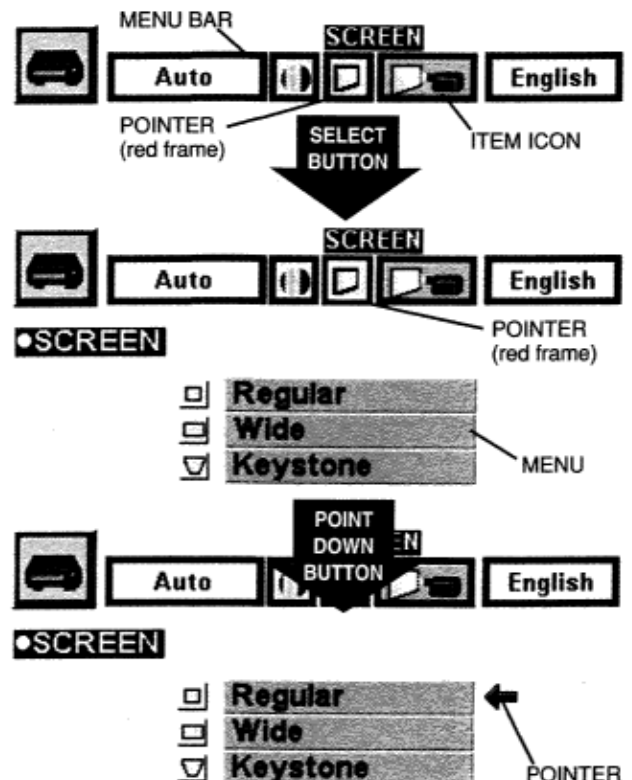 MENU BAR
SCREEN
Auto
English
POINTER
(red frame)
SELECT
BUTTON
ITEM ICON
SCREEN
Auto
English
POINTER
(red frame)
●SCREEN
Regular
Wide
Keystone
MENU
POINT
DOWN
BUTTON
EN
Auto
English
●SCREEN
Regular
Wide
Keystone
POINTER